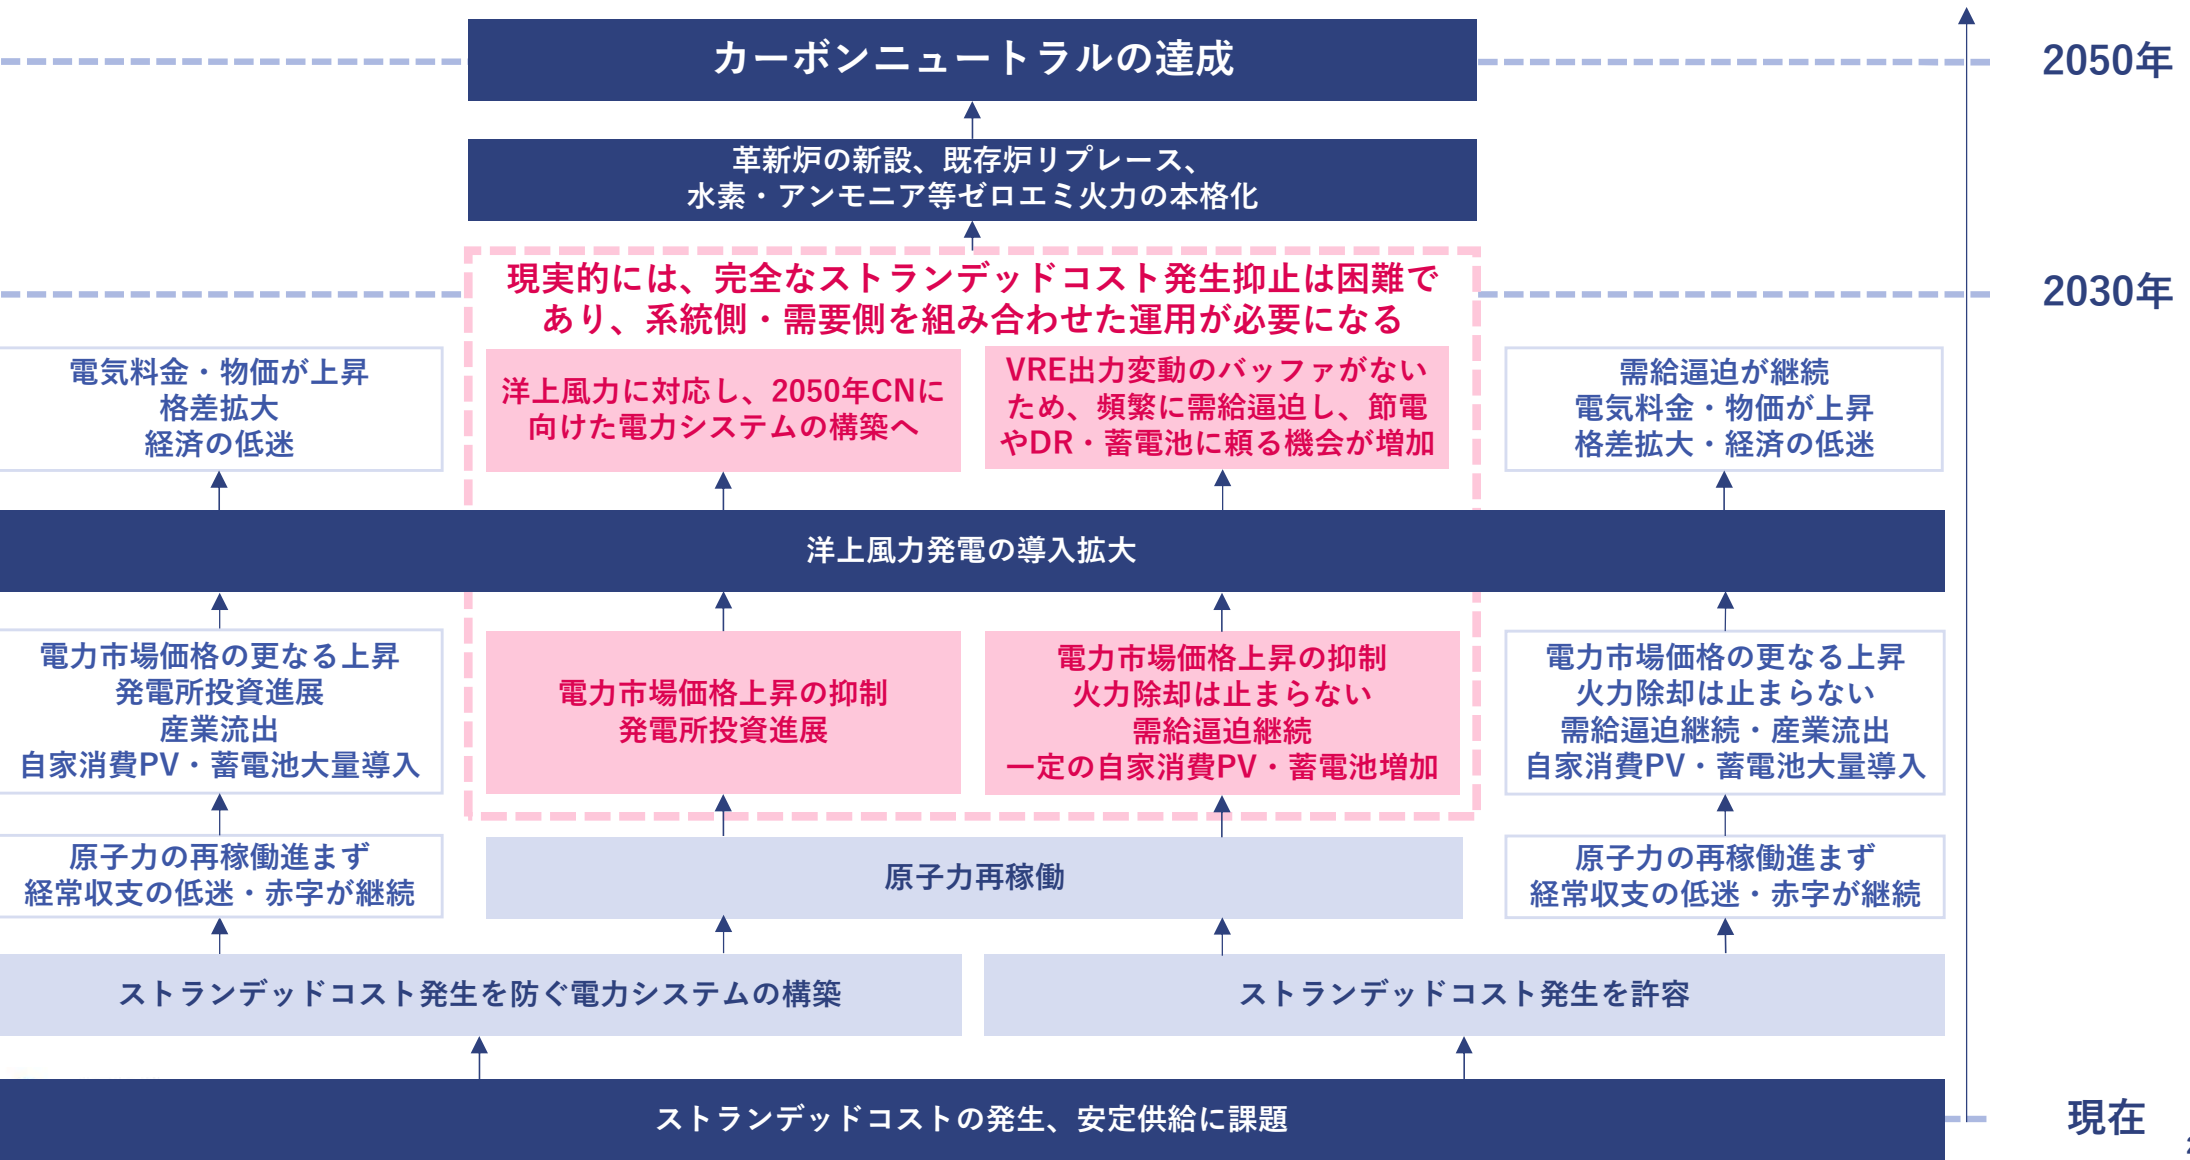 カーボンニュートラルの達成
2050年
革新炉の新設、既存炉リプレース、
水素・アンモニア等ゼロエミ火力の本格化
現実的には、完全なストランデッドコスト発生抑止は困難で
あり、系統側・需要側を組み合わせた運用が必要になる
2030年
電気料金・物価が上昇
格差拡大
経済の低迷
洋上風力に対応し、2050年CNに
向けた電力システムの構築へ
VRE出力変動のバッファがない
ため、頻繁に需給逼迫し、節電
やDR・蓄電池に頼る機会が増加
需給逼迫が継続
電気料金・物価が上昇
格差拡大・経済の低迷
洋上風力発電の導入拡大
電力市場価格の更なる上昇
発電所投資進展
産業流出
自家消費PV・蓄電池大量導入
電力市場価格上昇の抑制
発電所投資進展
電力市場価格上昇の抑制
火力除却は止まらない
需給逼迫継続
一定の自家消費PV・蓄電池増加
電力市場価格の更なる上昇
火力除却は止まらない
需給逼迫継続・産業流出
自家消費PV・蓄電池大量導入
原子力の再稼働進まず
経常収支の低迷・赤字が継続
原子力再稼働
原子力の再稼働進まず
経常収支の低迷・赤字が継続
ストランデッドコスト発生を防ぐ電力システムの構築
ストランデッドコスト発生を許容
ストランデッドコストの発生、安定供給に課題
現在